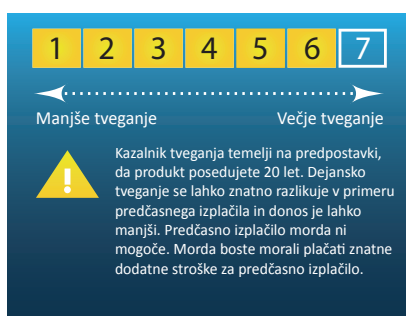 1 2 3 4 5 6 7
Manjše tveganje Večje tveganje
!
Kazalnik tveganja temelji na predpostavki,
da produkt posedujete 20 let. Dejansko
tveganje se lahko znatno razlikuje v primeru
predčasnega izplačila in donos je lahko
manjši. Predčasno izplačilo morda ni
mogoče. Morda boste morali plačati znatne
dodatne stroške za predčasno izplačilo.